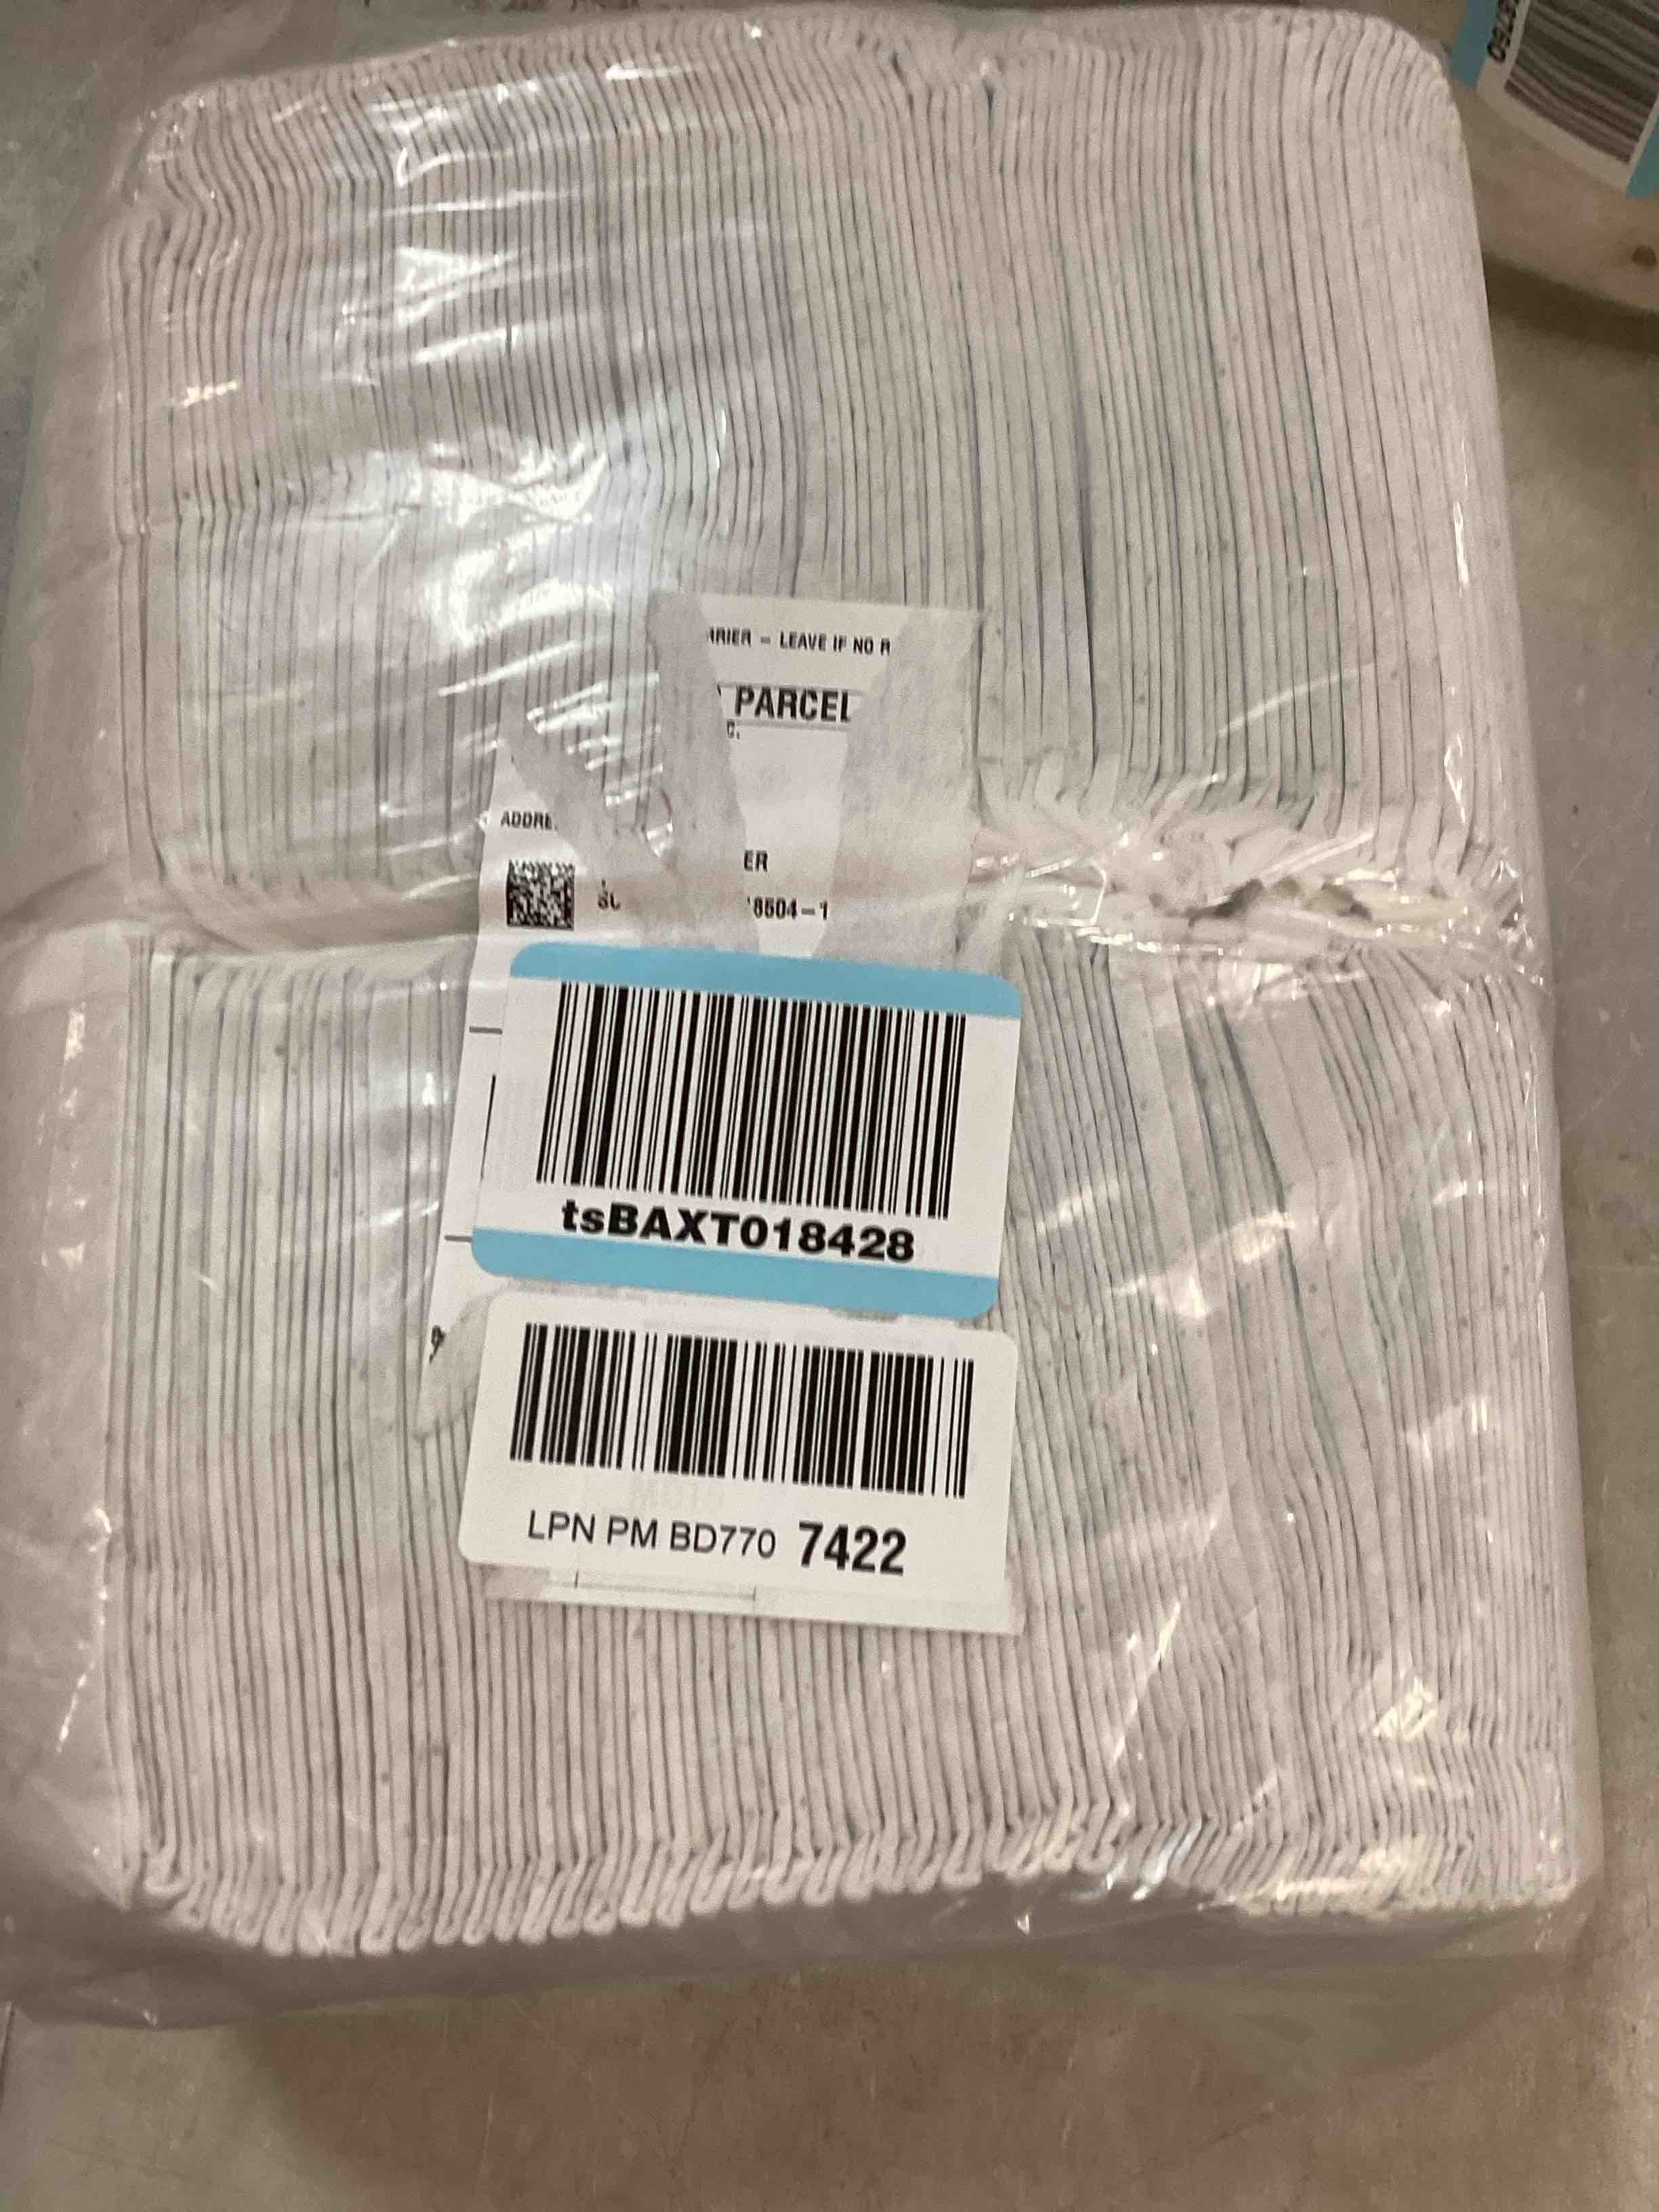 ARRIER – LEAVE IF NO R
PARCEL
C.
ADDRE
ER
8504–1
tsBAXT018428
LPN PM BD770 7422